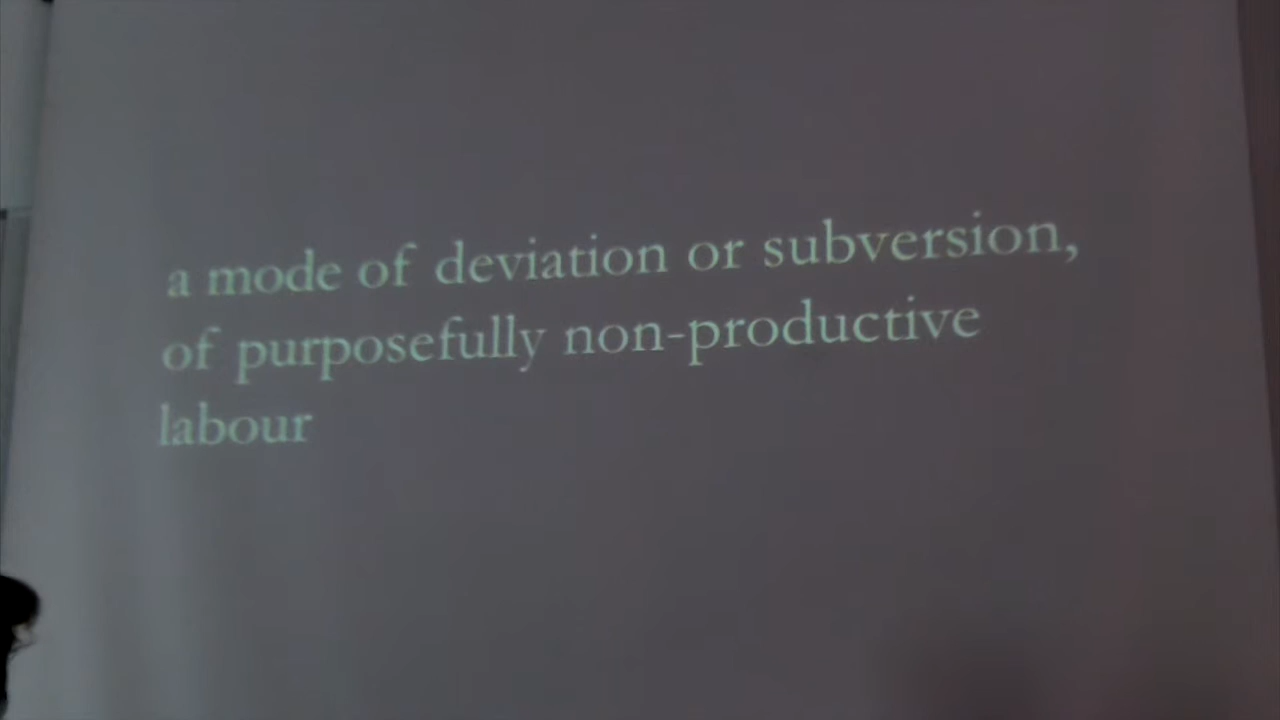 a mode of deviation or subversion,
of purposefully non-productive
labour